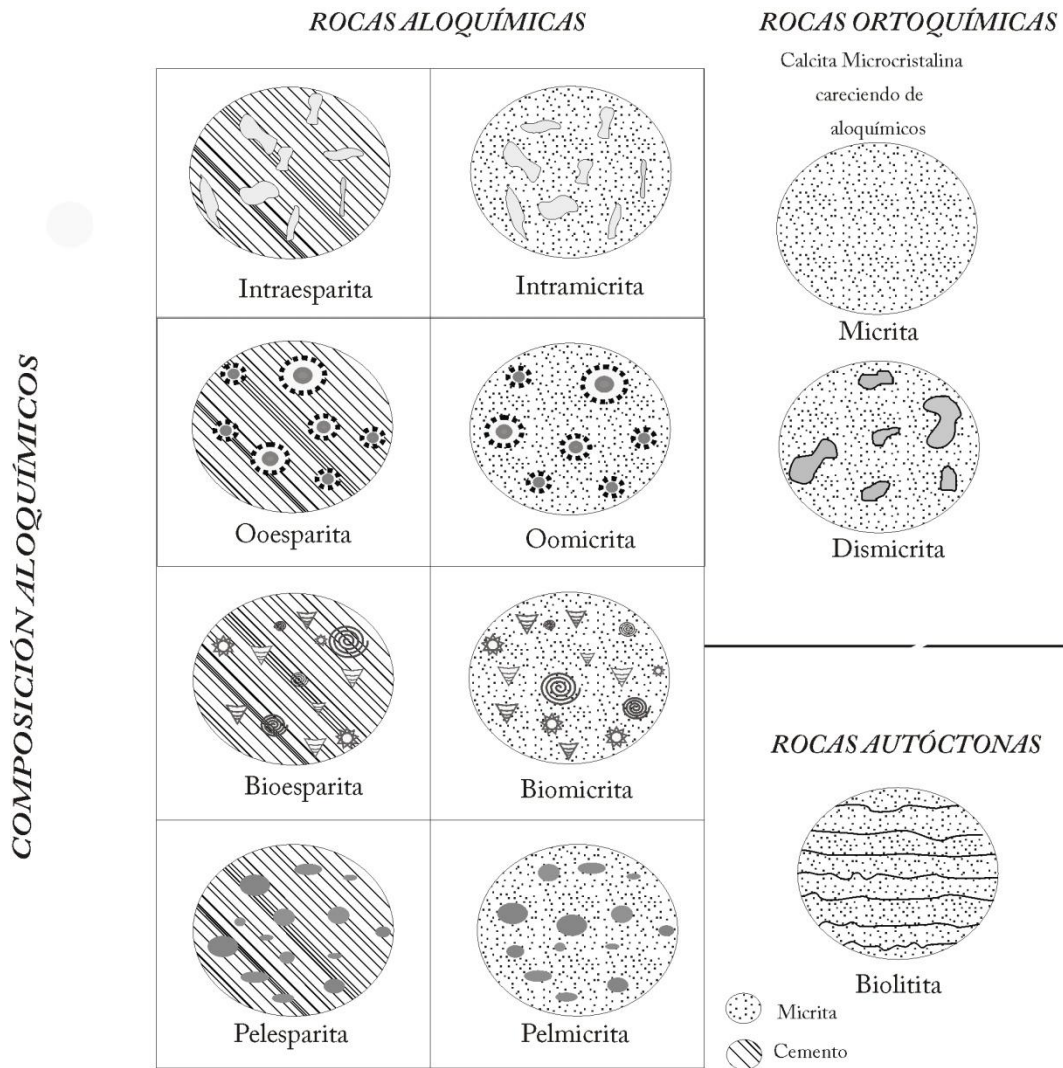 ROCAS ALOQUÍMICAS
ROCAS ORTOQUÍMICAS
Calcita Microcristalina
careciendo de
aloquímicos
COMPOSICIÓN ALOQUÍMICOS
Intraesparita
Intramicrita
Micrita
Ooesparita
Oomicrita
Dismicrita
Bioesparita
Biomicrita
ROCAS AUTÓCTONAS
Pelesparita
Pelmicrita
Biolitita
Micrita
Cemento